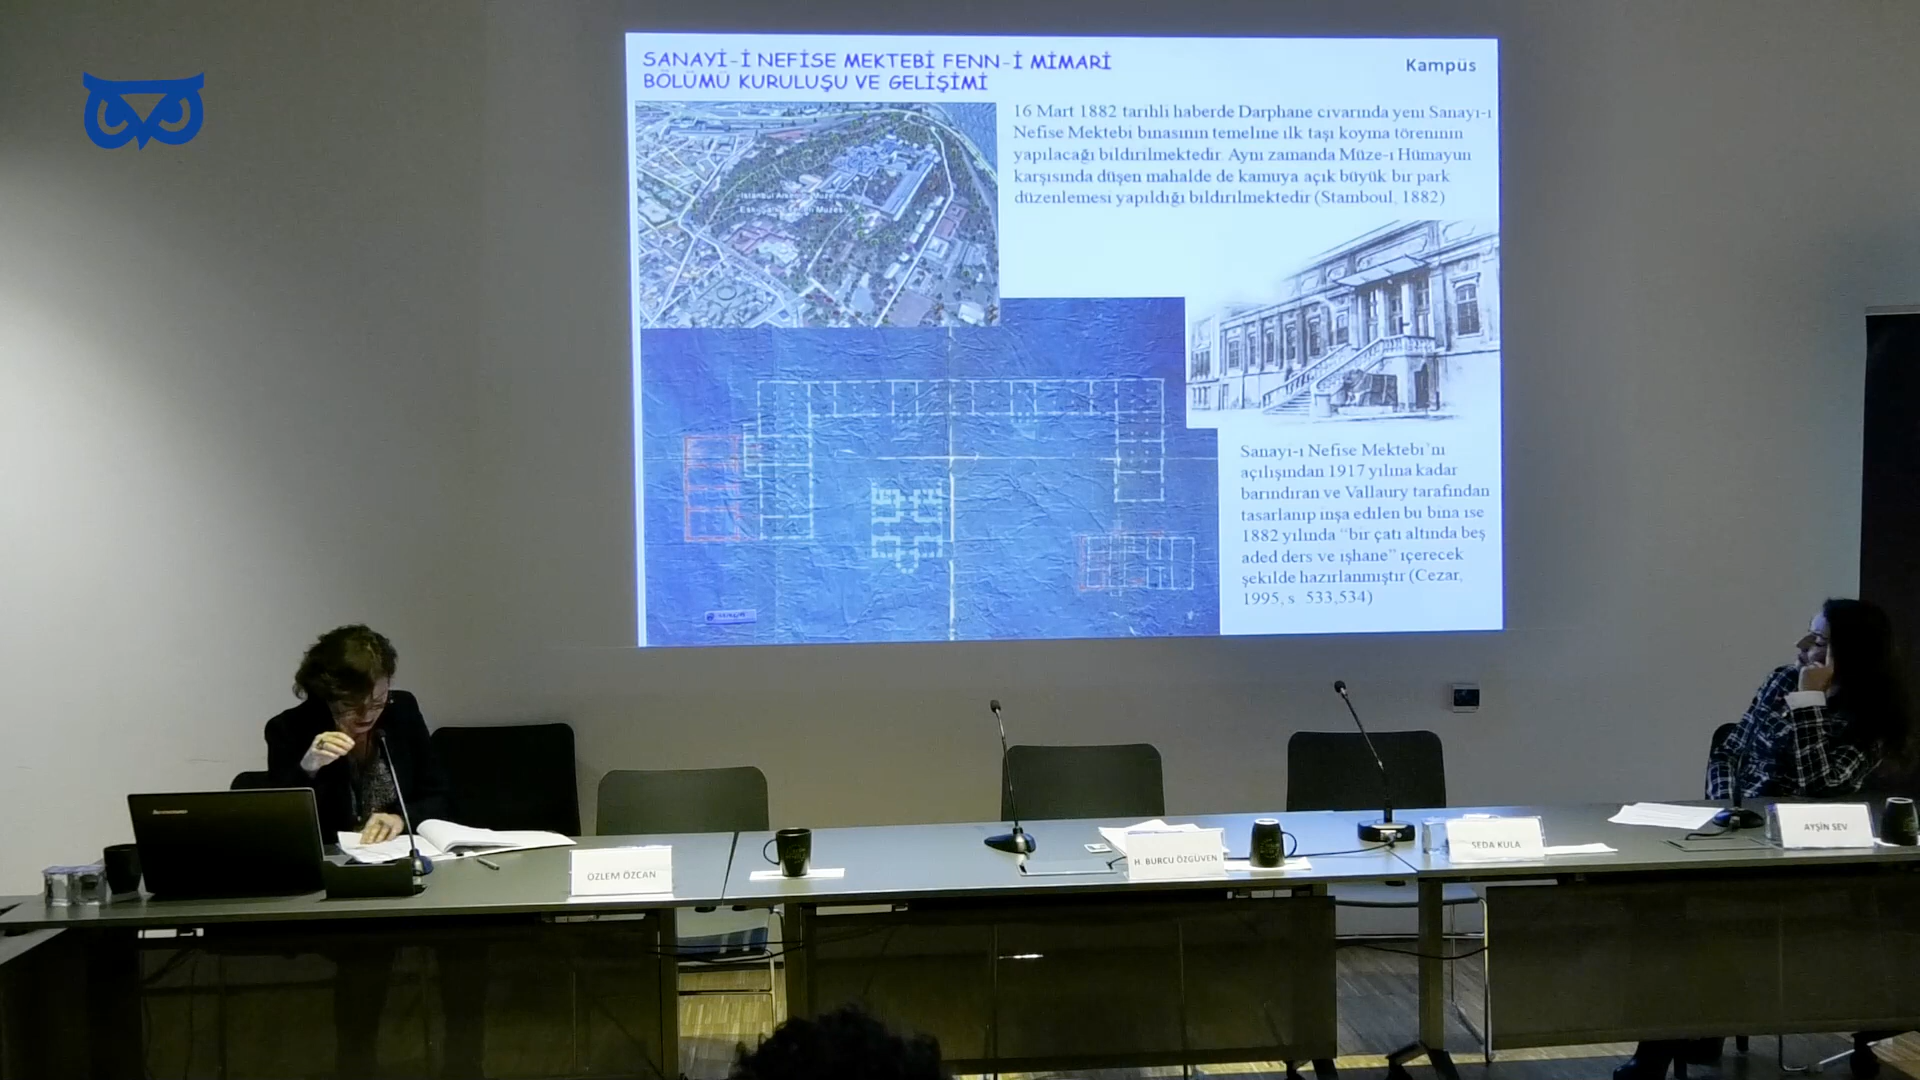 SANAYİ-İ NEFİSE MEKTEBİ FENN-İ MİMARİ
BÖLÜMÜ KURULUŞU VE GELİŞİMİ
Kampüs
16 Mart 1882 tarihli haberde Darphane civarında yeni Sanayi-i
Nefise Mektebi binasının temeline ilk taşı koyma töreninin
yapılacağı bildirilmektedir. Aynı zamanda Müze-i Hümayun
karşısında düşen mahalde de kamuya açık büyük bir park
düzenlemesi yapıldığı bildirilmektedir (Stamboul, 1882)
Sanayi-i Nefise Mektebi'ni
açılışından 1917 yılına kadar
barındıran ve Vallaury tarafından
tasarlanıp inşa edilen bu bina ise
1882 yılında "bir çatı altında beş
aded ders ve işhane" içerecek
şekilde hazırlanmıştır (Cezar,
1995, s 533,534)
OZLEM ÖZCAN
H. BURCU ÖZGÜVEN
SEDA KULA
AYŞİN SEV